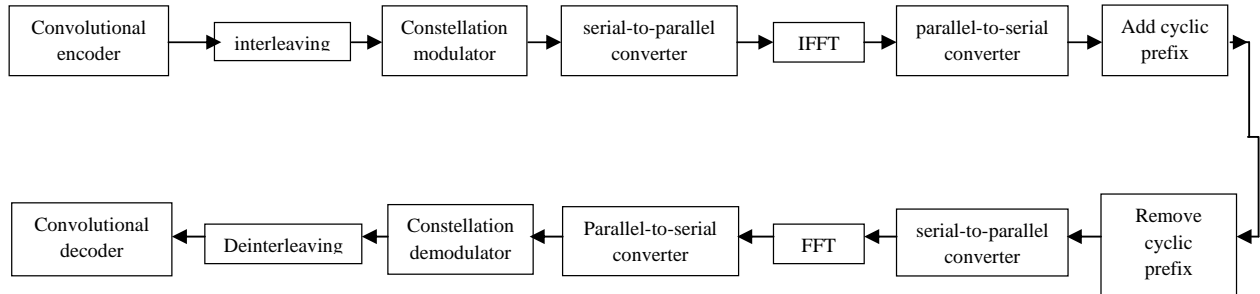 Convolutional
encoder
interleaving
Constellation
modulator
serial-to-parallel
converter
IFFT
parallel-to-serial
converter
Add cyclic
prefix
Convolutional
decoder
Deinterleaving
Constellation
demodulator
Parallel-to-serial
converter
FFT
serial-to-parallel
converter
Remove
cyclic
prefix